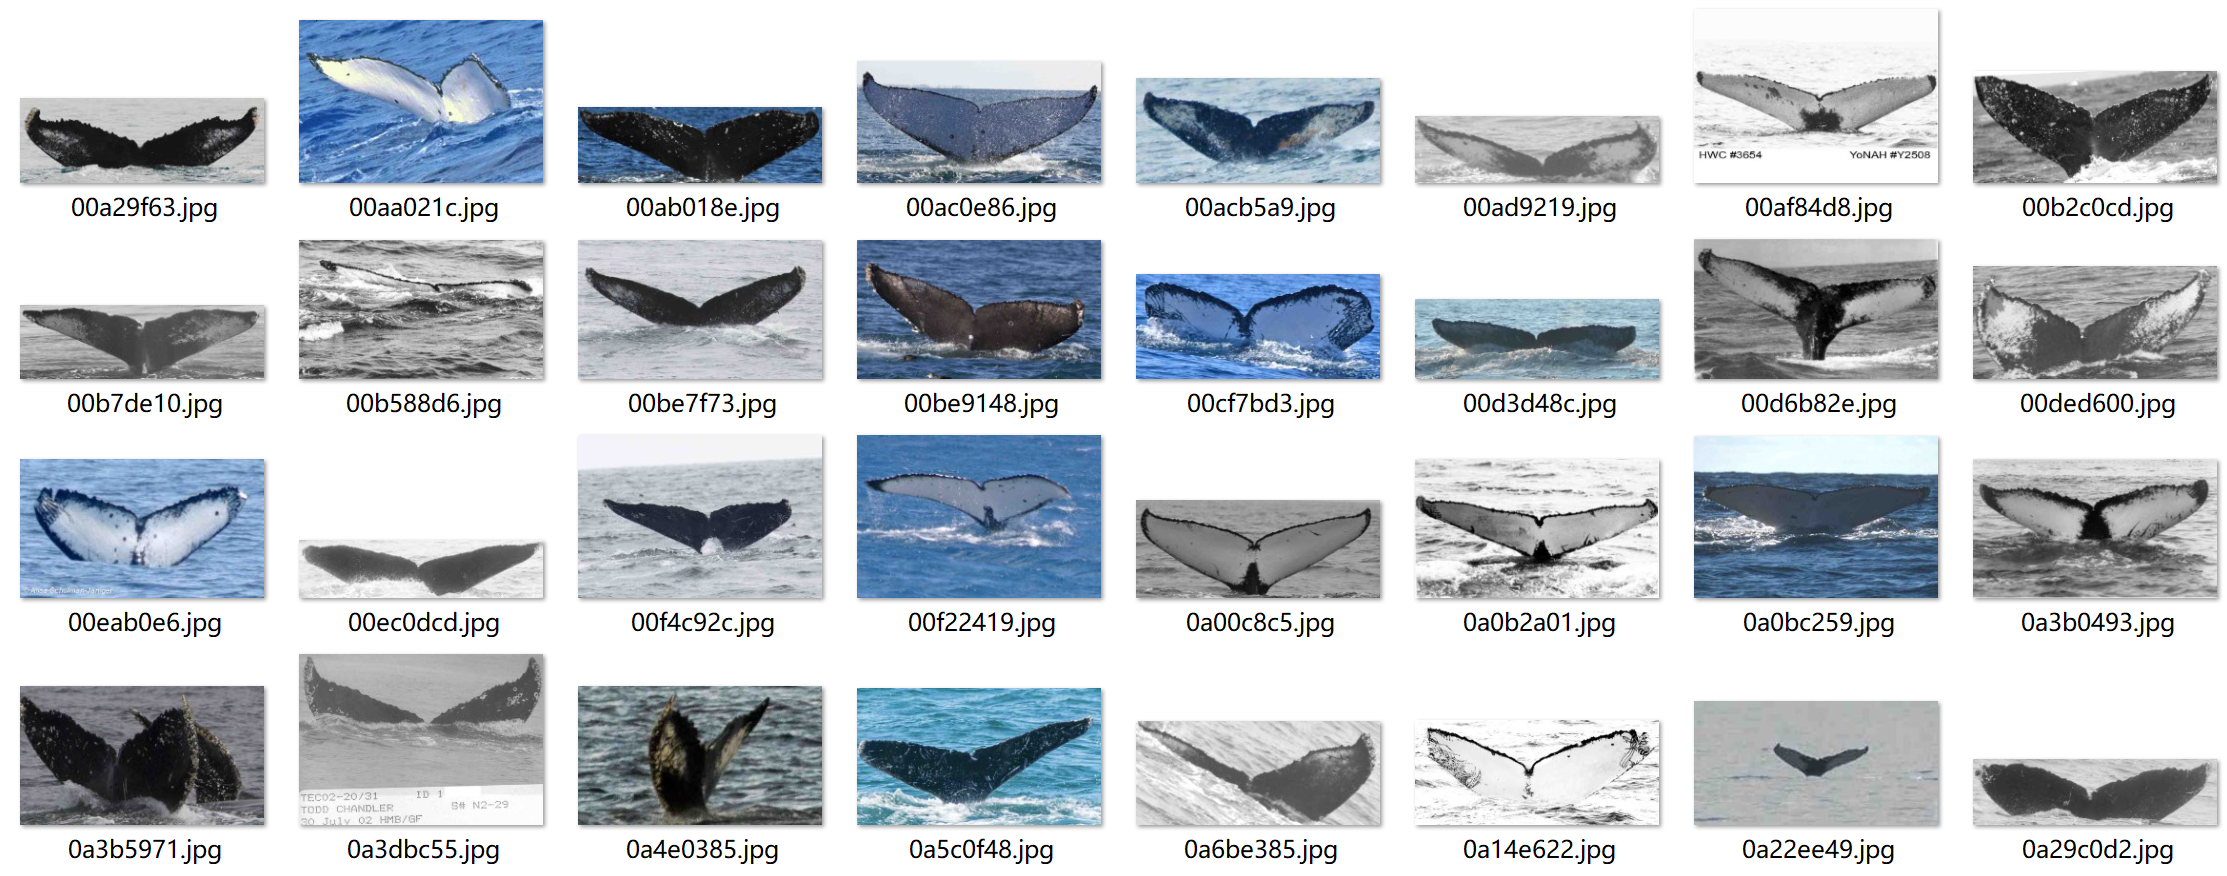 HWC #3654 YoNAH #Y2508
00a29f63.jpg 00aa021c.jpg 00ab018e.jpg 00ac0e86.jpg 00acb5a9.jpg 00ad9219.jpg 00af84d8.jpg 00b2c0cd.jpg
00b7de10.jpg 00b588d6.jpg 00be7f73.jpg 00be9148.jpg 00cf7bd3.jpg 00d3d48c.jpg 00d6b82e.jpg 00ded600.jpg
00eab0e6.jpg 00ec0dcd.jpg 00f4c92c.jpg 00f22419.jpg 0a00c8c5.jpg 0a0b2a01.jpg 0a0bc259.jpg 0a3b0493.jpg
TEC02-20/31 ID 1
TODD CHANDLER S# N2-29
30 July 02 HMB/GF
0a3b5971.jpg 0a3dbc55.jpg 0a4e0385.jpg 0a5c0f48.jpg 0a6be385.jpg 0a14e622.jpg 0a22ee49.jpg 0a29c0d2.jpg